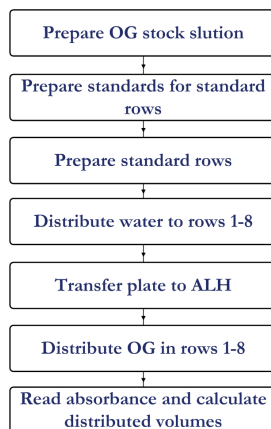 Prepare OG stock slution
Prepare standards for standard
rows
Prepare standard rows
Distribute water to rows 1-8
Transfer plate to ALH
Distribute OG in rows 1-8
Read absorbance and calculate
distributed volumes